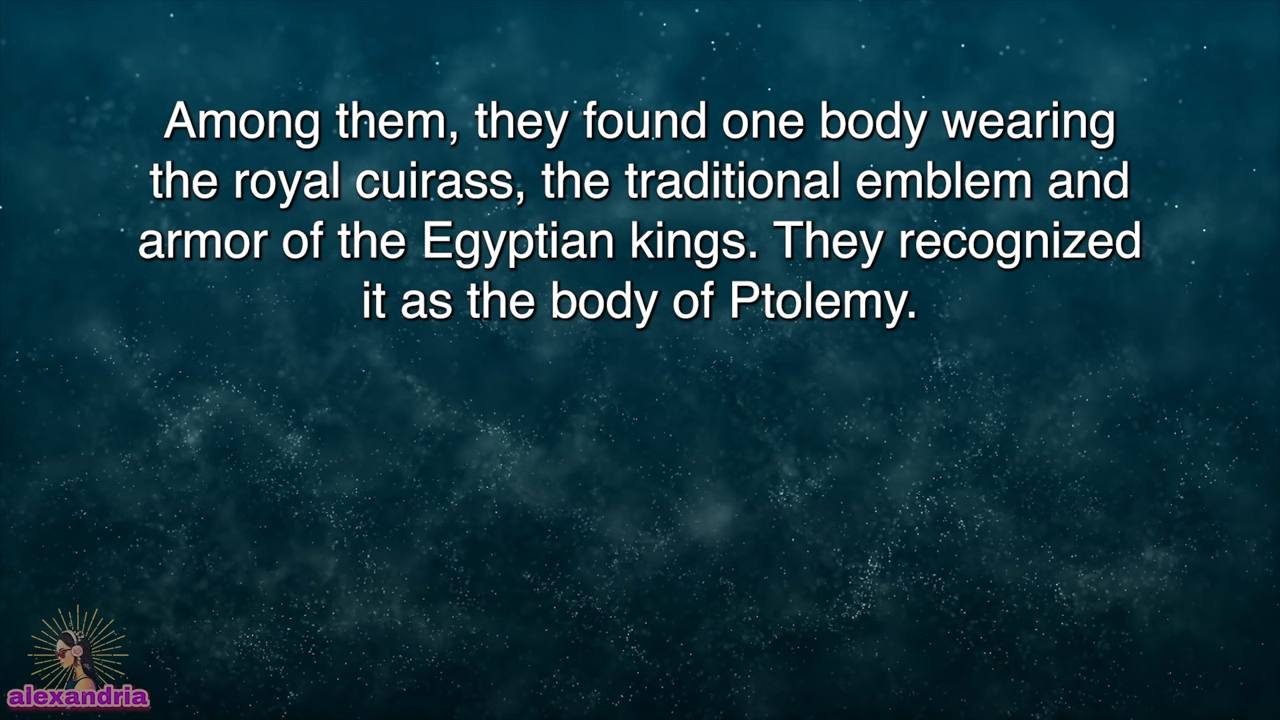 Among them, they found one body wearing
the royal cuirass, the traditional emblem and
armor of the Egyptian kings. They recognized
it as the body of Ptolemy.
alexandria